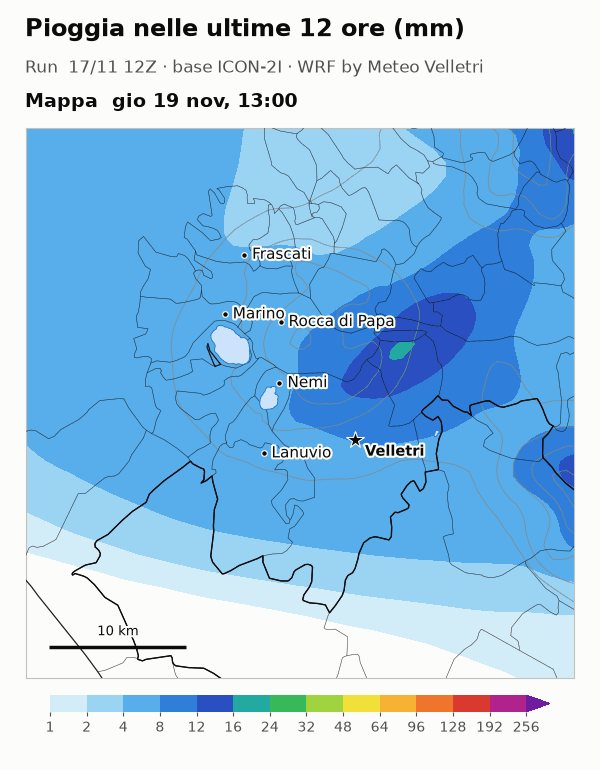 Pioggia nelle ultime 12 ore (mm)
Run 17/11 12Z · base ICON-2I · WRF by Meteo Velletri
Mappa gio 19 nov, 13:00
Frascati
Marino
Rocca di Papa
Nemi
Velletri
Lanuvio
10 km
1 2 4 8 12 16 24 32 48 64 96 128 192 256